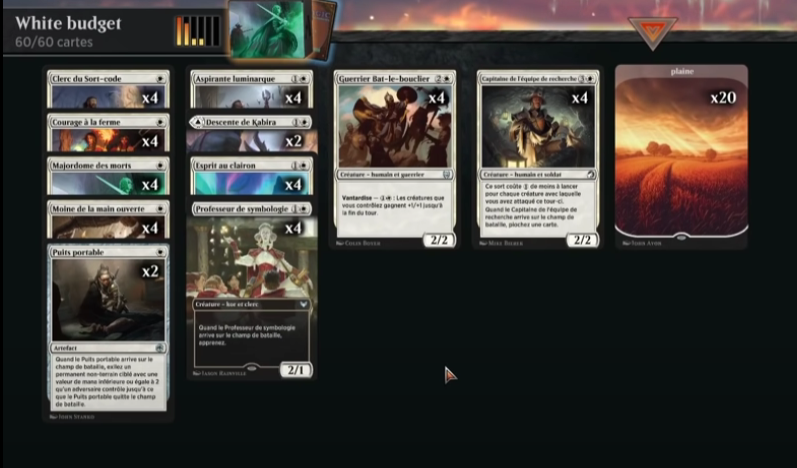 White budget
60/60 cartes
Clerc du Sort-code
x4
Courage à la ferme
x4
Majordome des morts
x4
Moine de la main ouverte
x4
Puits portable
x2
Artefact
Quand le Puits portable arrive sur le
champ de bataille, exilez un
permanent non-terrain ciblé avec une
valeur de mana inférieure ou égale à 2
qu'un adversaire contrôle jusqu'à ce
que le Puits portable quitte le champ
de bataille.
Aspirante luminarque 1
x4
Descente de Kabira 1
x2
Esprit au clairon 1
x4
Professeur de symbologie 1
x4
Créature – kor et clerc
Quand le Professeur de symbologie
arrive sur le champ de bataille,
apprenez.
2/1
Guerrier Bat-le-bouclier 2
x4
Créature – humain et guerrier
Vantardise – 1 : Les créatures que
vous contrôlez gagnent +1/+1 jusqu'à
la fin du tour.
2/2
Capitaine de l'équipe de recherche 3
x4
Créature – humain et soldat
Ce sort coûte 1 de moins à lancer
pour chaque créature avec laquelle
vous avez attaqué ce tour-ci.
Quand le Capitaine de l'équipe de
recherche arrive sur le champ de
bataille, piochez une carte.
2/2
plaine
x20